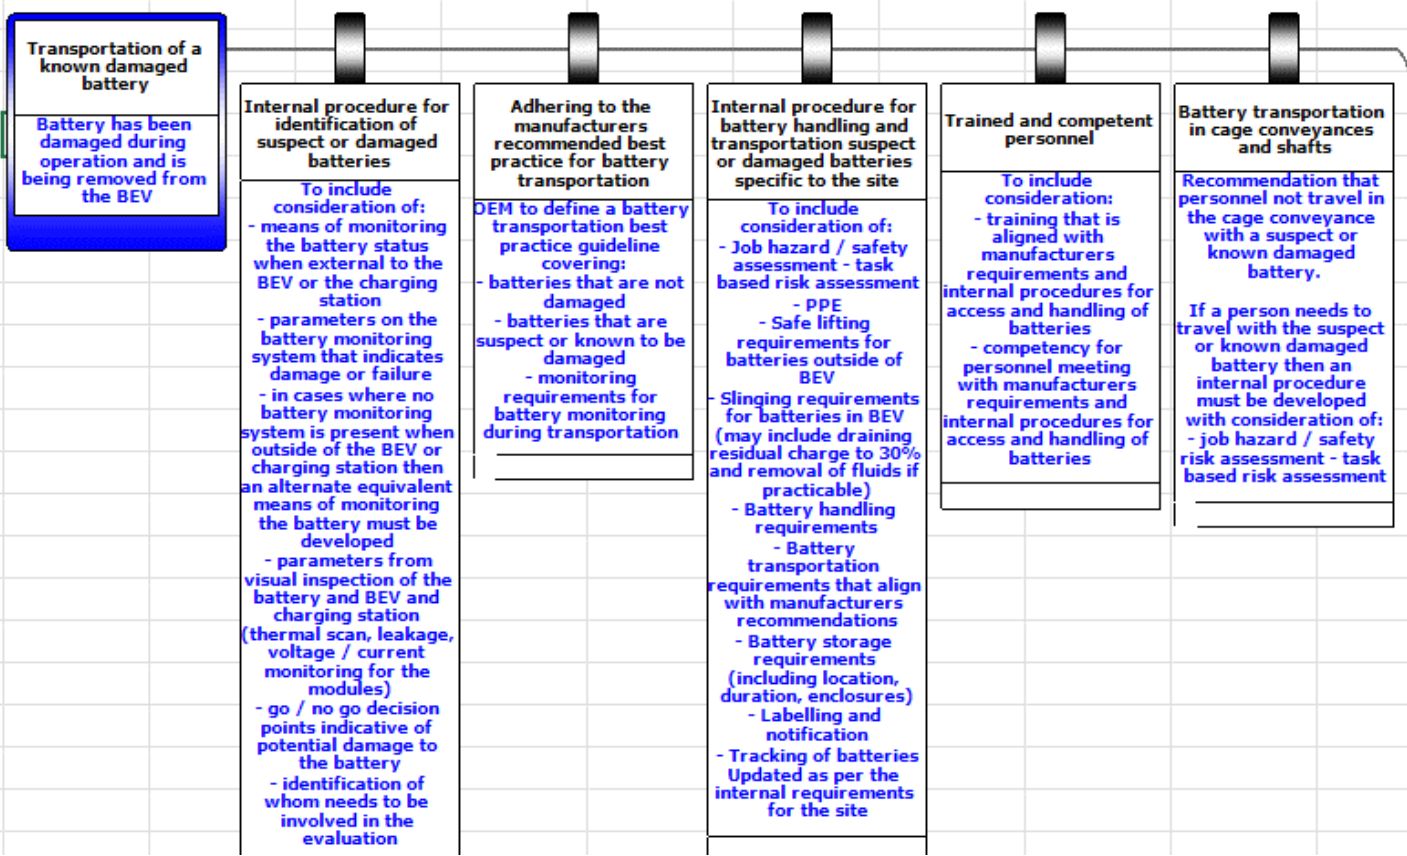 Transportation of a
known damaged
battery
Battery has been
damaged during
operation and is
being removed from
the BEV
Internal procedure for
identification of
suspect or damaged
batteries
To include
consideration of:
- means of monitoring
the battery status
when external to the
BEV or the charging
station
- parameters on the
battery monitoring
system that indicates
damage or failure
- in cases where no
battery monitoring
system is present when
outside of the BEV or
charging station then
an alternate equivalent
means of monitoring
the battery must be
developed
- parameters from
visual inspection of the
battery and BEV and
charging station
(thermal scan, leakage,
voltage / current
monitoring for the
modules)
- go / no go decision
points indicative of
potential damage to
the battery
- identification of
whom needs to be
involved in the
evaluation
Adhering to the
manufacturers
recommended best
practice for battery
transportation
OEM to define a battery
transportation best
practice guideline
covering:
- batteries that are not
damaged
- batteries that are
suspect or known to be
damaged
- monitoring
requirements for
battery monitoring
during transportation
Internal procedure for
battery handling and
transportation suspect
or damaged batteries
specific to the site
To include
consideration of:
- Job hazard / safety
assessment - task
based risk assessment
- PPE
- Safe lifting
requirements for
batteries outside of
BEV
- Slinging requirements
for batteries in BEV
(may include draining
residual charge to 30%
and removal of fluids if
practicable)
- Battery handling
requirements
- Battery
transportation
requirements that align
with manufacturers
recommendations
- Battery storage
requirements
(including location,
duration, enclosures)
- Labelling and
notification
- Tracking of batteries
Updated as per the
internal requirements
for the site
Trained and competent
personnel
To include
consideration:
- training that is
aligned with
manufacturers
requirements and
internal procedures for
access and handling of
batteries
- competency for
personnel meeting
with manufacturers
requirements and
internal procedures for
access and handling of
batteries
Battery transportation
in cage conveyances
and shafts
Recommendation that
personnel not travel in
the cage conveyance
with a suspect or
known damaged
battery.
If a person needs to
travel with the suspect
or known damaged
battery then an
internal procedure
must be developed
with consideration of:
- job hazard / safety
risk assessment - task
based risk assessment